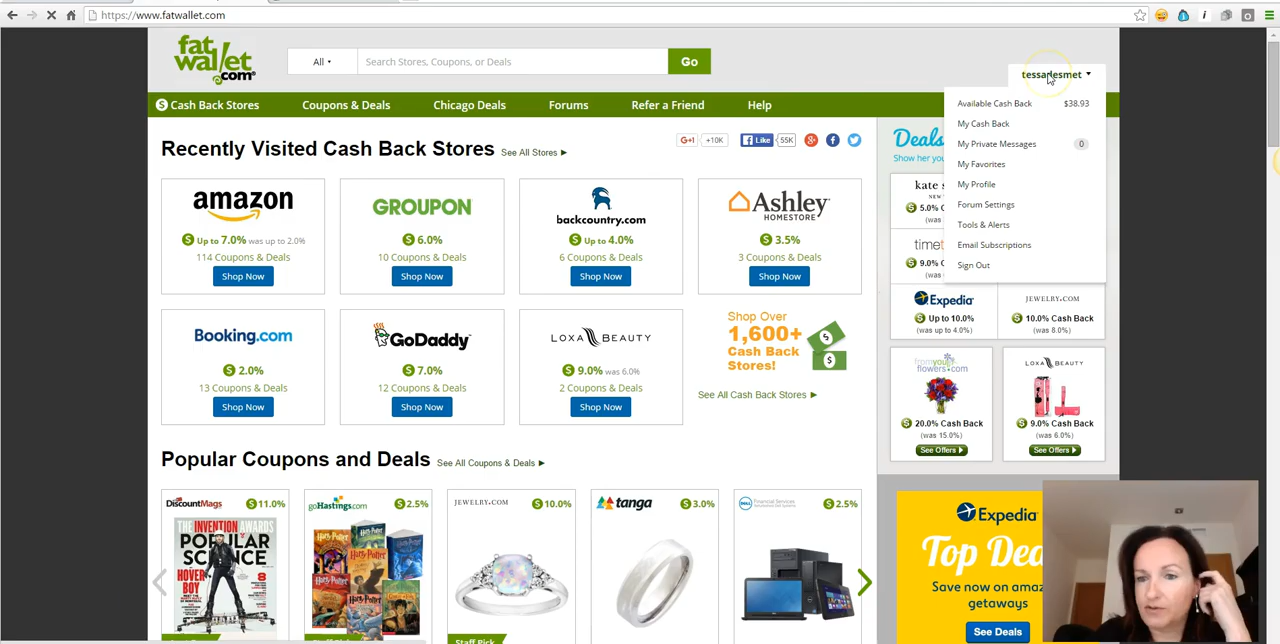 https://www.fatwallet.com
fat
wallet
.com
All
Search Stores, Coupons, or Deals
Go
tessadesmet
Cash Back Stores
Coupons & Deals
Chicago Deals
Forums
Refer a Friend
Help
Available Cash Back $38.93
My Cash Back
My Private Messages 0
My Favorites
My Profile
Forum Settings
Tools & Alerts
Email Subscriptions
Sign Out
Recently Visited Cash Back Stores See All Stores
G+1 +10K
Like 55K
amazon
Up to 7.0% was up to 2.0%
114 Coupons & Deals
Shop Now
GROUPON
6.0%
10 Coupons & Deals
Shop Now
backcountry.com
Up to 4.0%
6 Coupons & Deals
Shop Now
Ashley
HOMESTORE
3.5%
3 Coupons & Deals
Shop Now
Booking.com
2.0%
13 Coupons & Deals
Shop Now
GoDaddy
7.0%
12 Coupons & Deals
Shop Now
LOXA BEAUTY
9.0% was 6.0%
2 Coupons & Deals
Shop Now
Shop Over
1,600+
Cash Back
Stores!
See All Cash Back Stores
Deals
Show her you
kate s
NEW
5.0% C
(was
timet
9.0% C
(was
Expedia
Up to 10.0%
(was up to 4.0%)
JEWELRY.COM
10.0% Cash Back
(was 8.0%)
fromyou
flowers.com
20.0% Cash Back
(was 15.0%)
See Offers
LOXA BEAUTY
9.0% Cash Back
(was 6.0%)
See Offers
Popular Coupons and Deals See All Coupons & Deals
DiscountMags 11.0%
THE INVENTION AWARDS
POPULAR
SCIENCE
HOVER
BOY
8
goHastings.com 2.5%
Harry Potter
Staff Pick
JEWELRY.COM 10.0%
Staff Pick
tanga 3.0%
DELL Financial Services 2.5%
Expedia
Top Dea
Save now on amaz
getaways
See Deals